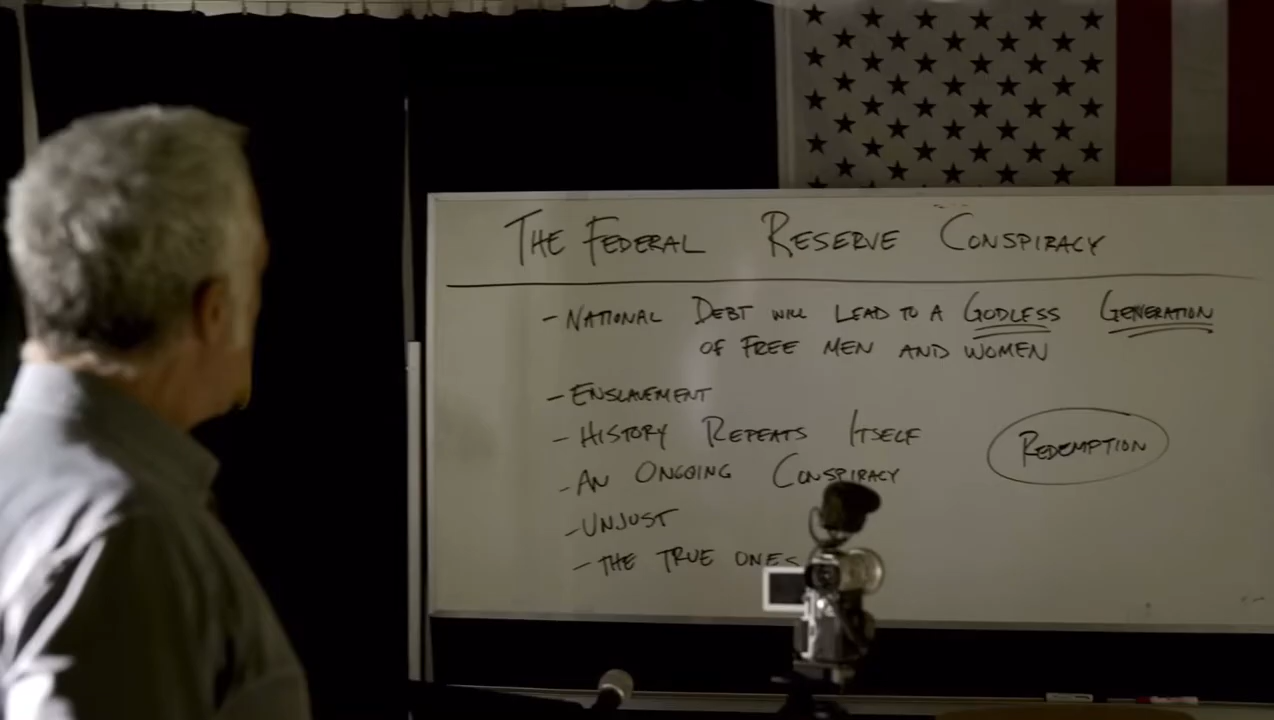 THE FEDERAL RESERVE CONSPIRACY
- NATIONAL DEBT WILL LEAD TO A GODLESS GENERATION
OF FREE MEN AND WOMEN
- ENSLAVEMENT
- HISTORY REPEATS ITSELF
REDEMPTION
- AN ONGOING CONSPIRACY
- UNJUST
- THE TRUE ONES